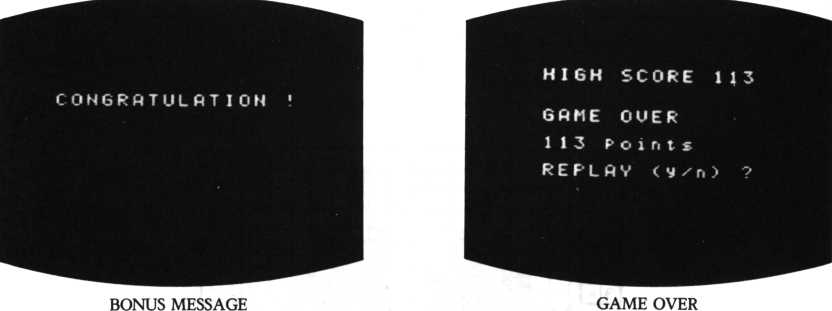 CONGRATULATION !
BONUS MESSAGE
HIGH SCORE 113
GAME OVER
113 Points
REPLAY (y/n) ?
GAME OVER